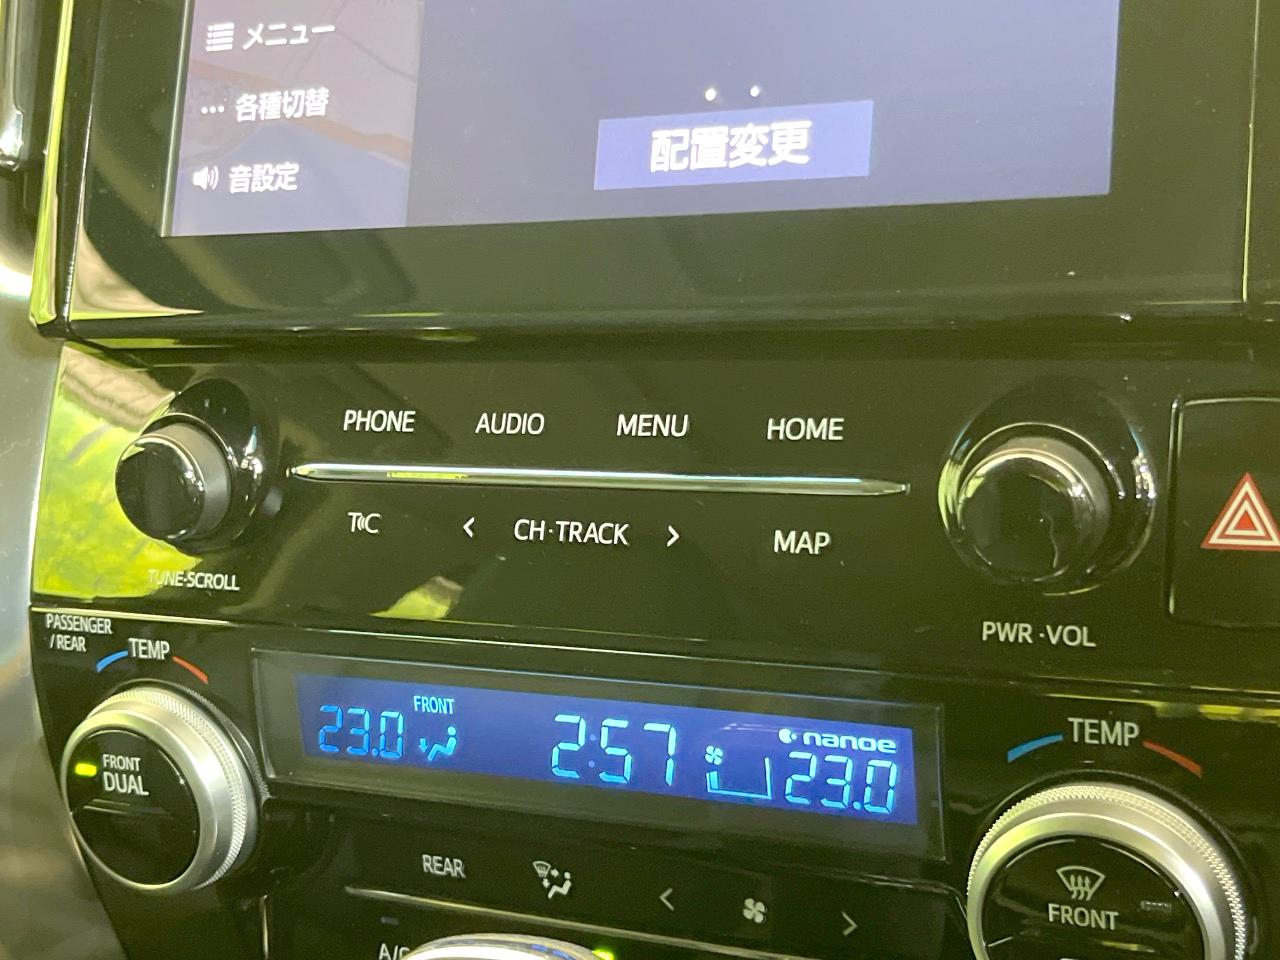 メニュー
各種切替
音設定
配置変更
PHONE AUDIO MENU HOME
T(C < CH·TRACK > MAP
TUNE·SCROLL
PWR·VOL
PASSENGER
/REAR
TEMP
TEMP
FRONT
DUAL
FRONT
23.0 2:57 23.0
nanoe
REAR < >
FRONT
A/C